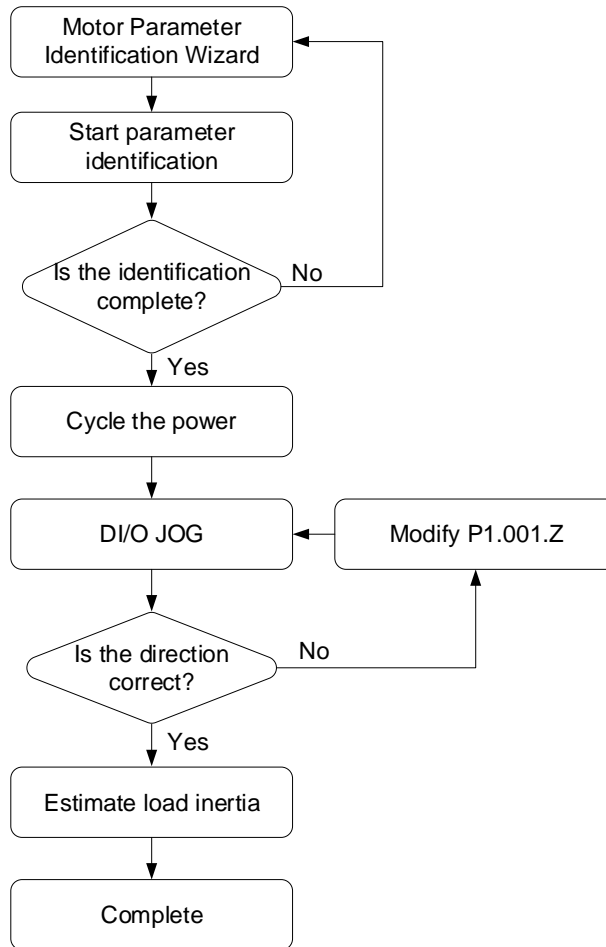 Motor Parameter
Identification Wizard
Start parameter
identification
Is the identification
complete?
No
Yes
Cycle the power
DI/O JOG
Modify P1.001.Z
Is the direction
correct?
No
Yes
Estimate load inertia
Complete